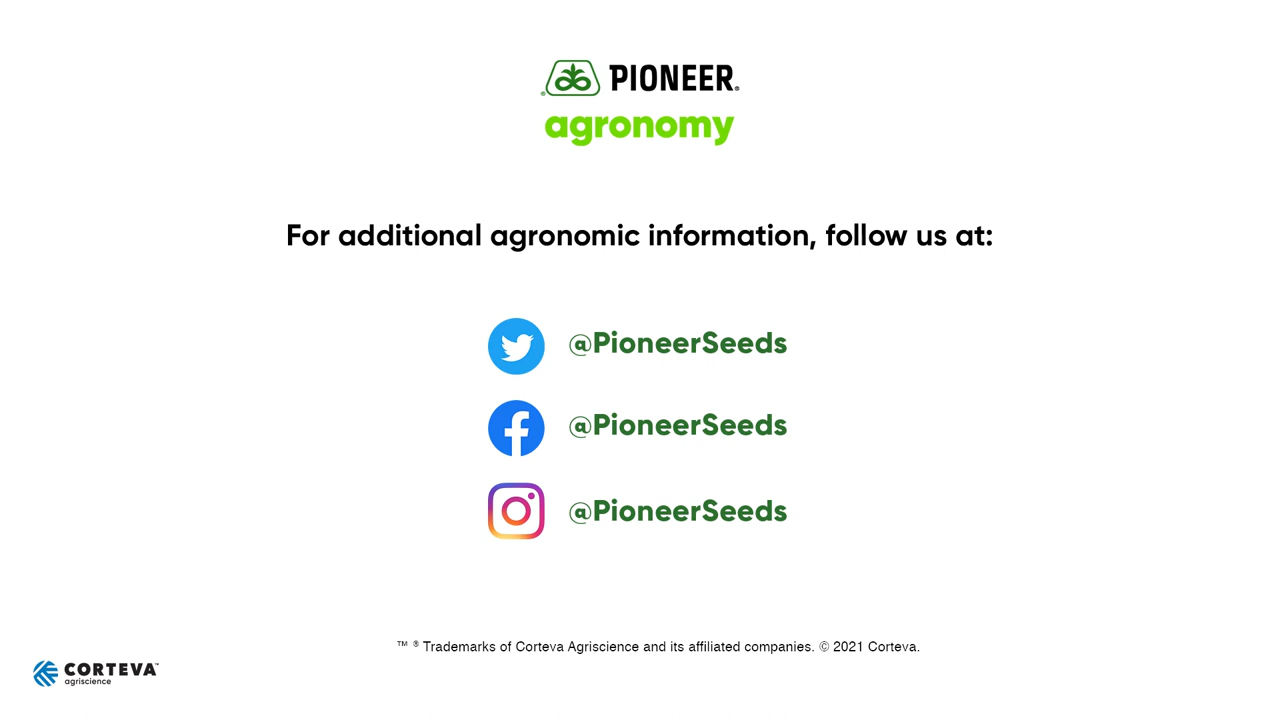 PIONEER®
agronomy
For additional agronomic information, follow us at:
@PioneerSeeds
@PioneerSeeds
@PioneerSeeds
™ ® Trademarks of Corteva Agriscience and its affiliated companies. © 2021 Corteva.
CORTEVA™
agriscience